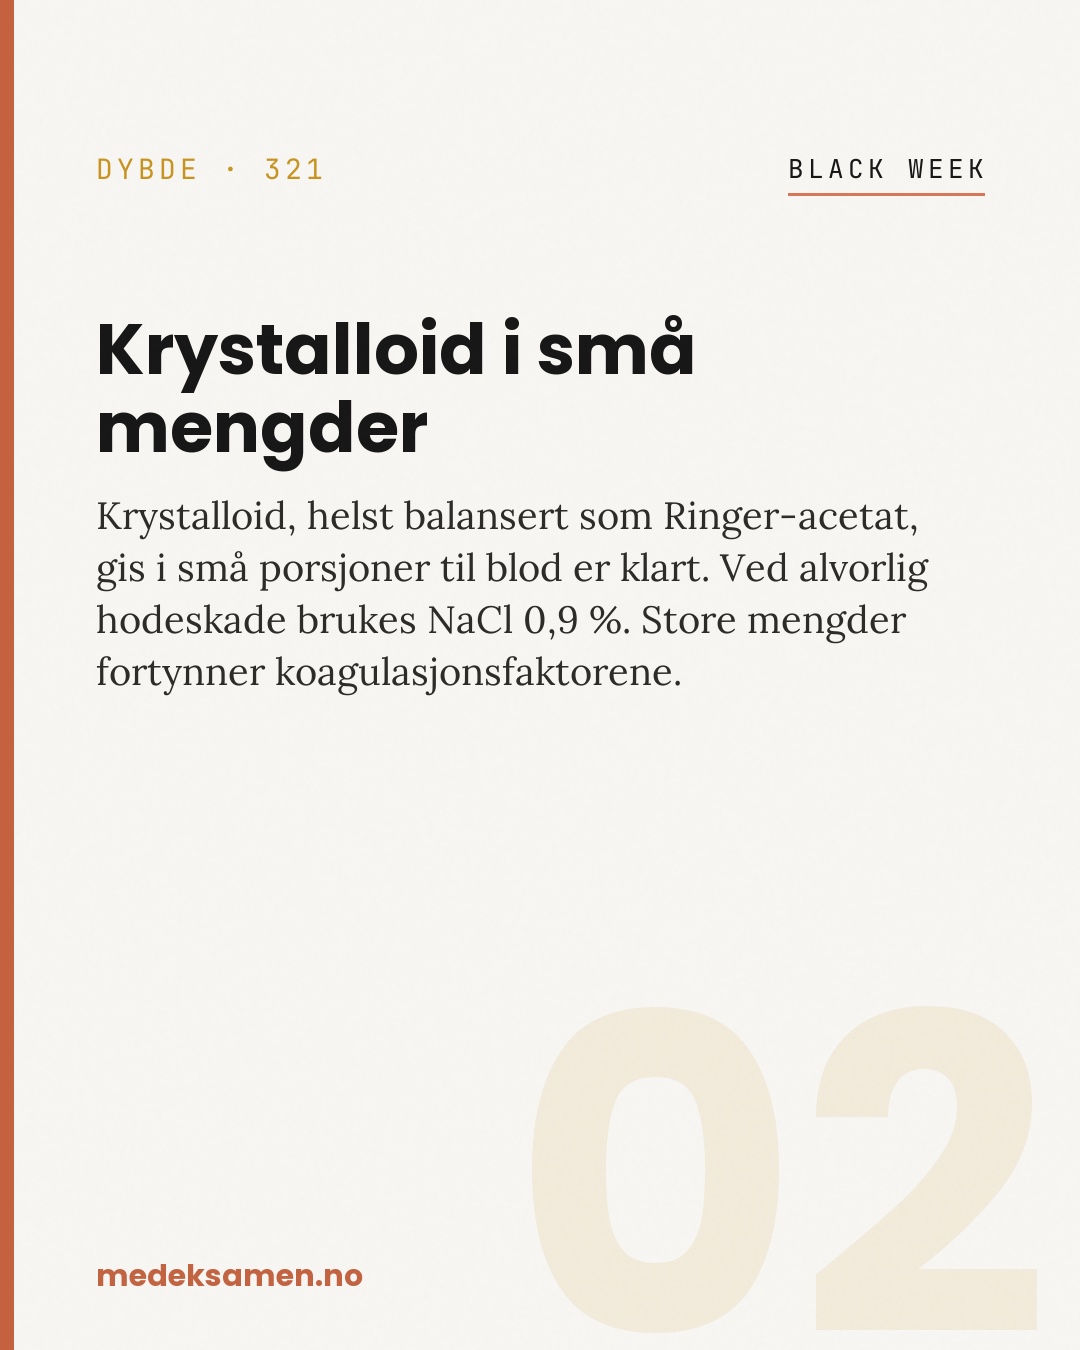 DYBDE · 321
BLACK WEEK
Krystalloid i små
mengder
Krystalloid, helst balansert som Ringer-acetat,
gis i små porsjoner til blod er klart. Ved alvorlig
hodeskade brukes NaCl 0,9 %. Store mengder
fortynner koagulasjonsfaktorene.
02
medeksamen.no